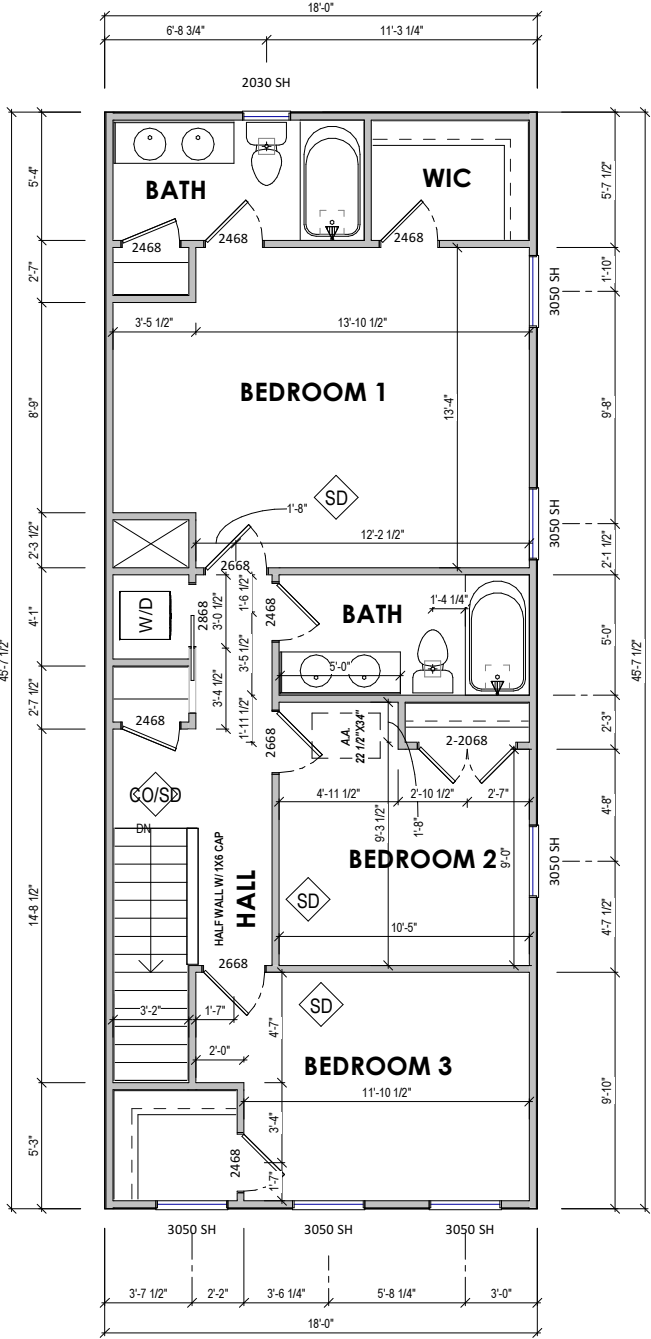 18'-0"
6'-8 3/4"
11'-3 1/4"
2030 SH
5'-4"
BATH
WIC
5'-7 1/2"
2468
2468
2468
2'-7"
1'-10"
3050 SH
3'-5 1/2"
13'-10 1/2"
BEDROOM 1
8'-9"
13'-4"
9'-8"
SD
1'-8"
3050 SH
2'-3 1/2"
12'-2 1/2"
2'-1 1/2"
2668
W/D
2868
3'-0 1/2"
1'-6 1/2"
2468
BATH
1'-4 1/4"
4'-1"
5'-0"
45'-7 1/2"
45'-7 1/2"
3'-5 1/2"
5'-0"
2'-7 1/2"
3'-4 1/2"
2468
1'-11 1/2"
2668
A.A.
22 1/2"X34"
2-2068
2'-3"
CO/SD
4'-11 1/2"
2'-10 1/2"
2'-7"
4'-8"
DN
9'-3 1/2"
1'-8"
BEDROOM 2
9'-0"
3050 SH
HALF WALL W/ 1X6 CAP
HALL
SD
14'-8 1/2"
4'-7 1/2"
10'-5"
2668
SD
3'-2"
1'-7"
4'-7"
2'-0"
BEDROOM 3
11'-10 1/2"
9'-10"
5'-3"
3'-4"
2468
1'-7"
3050 SH
3050 SH
3050 SH
3'-7 1/2"
2'-2"
3'-6 1/4"
5'-8 1/4"
3'-0"
18'-0"